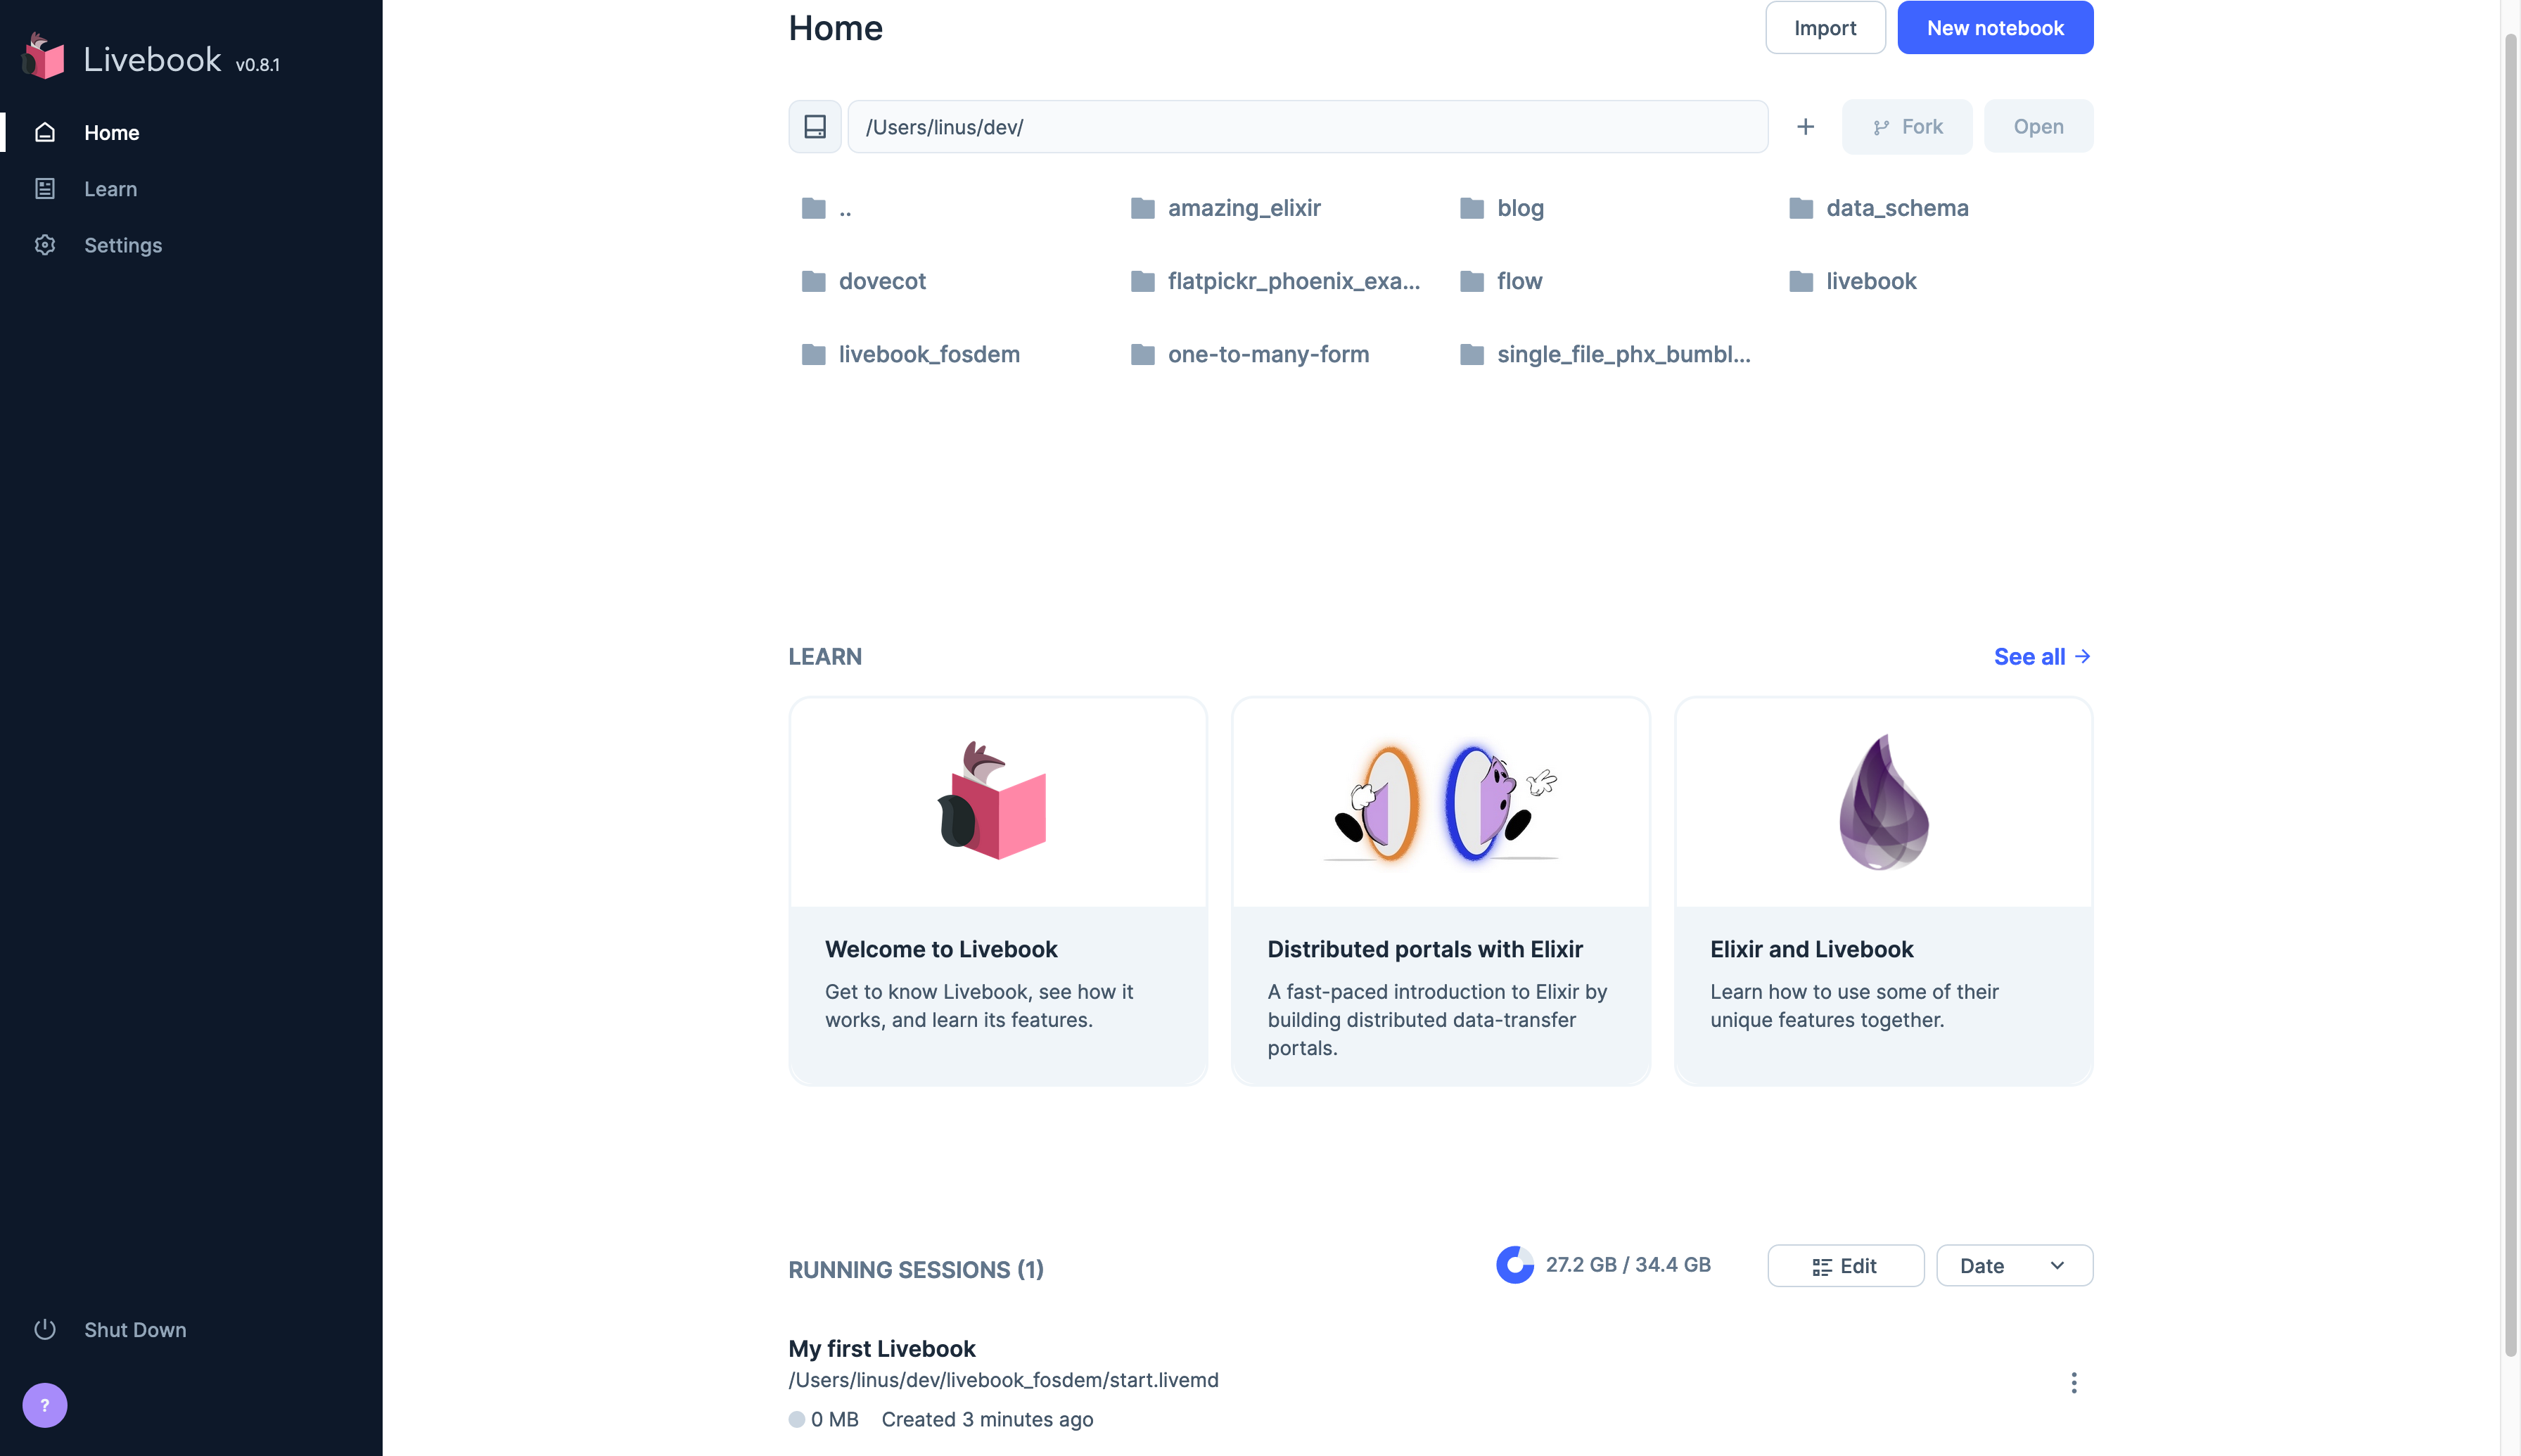 Livebook v0.8.1
Home
Learn
Settings
Shut Down
?
Home
Import
New notebook
/Users/linus/dev/
+
Fork
Open
..
amazing_elixir
blog
data_schema
dovecot
flatpickr_phoenix_exa...
flow
livebook
livebook_fosdem
one-to-many-form
single_file_phx_bumbl...
LEARN
See all →
Welcome to Livebook
Get to know Livebook, see how it
works, and learn its features.
Distributed portals with Elixir
A fast-paced introduction to Elixir by
building distributed data-transfer
portals.
Elixir and Livebook
Learn how to use some of their
unique features together.
RUNNING SESSIONS (1)
27.2 GB / 34.4 GB
Edit
Date
My first Livebook
/Users/linus/dev/livebook_fosdem/start.livemd
0 MB Created 3 minutes ago